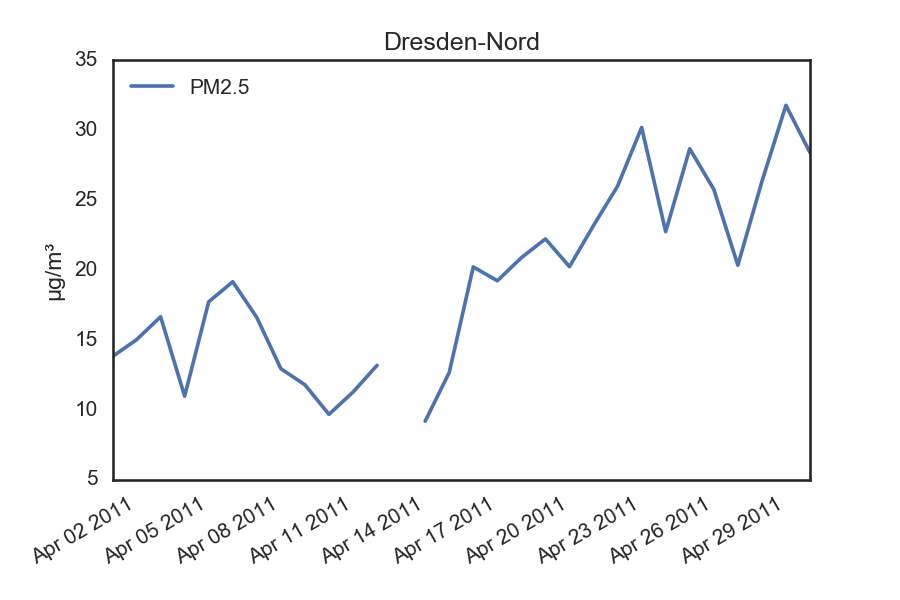 Dresden-Nord
35
PM2.5
30
25
20
µg/m³
15
10
5
Apr 02 2011
Apr 05 2011
Apr 08 2011
Apr 11 2011
Apr 14 2011
Apr 17 2011
Apr 20 2011
Apr 23 2011
Apr 26 2011
Apr 29 2011